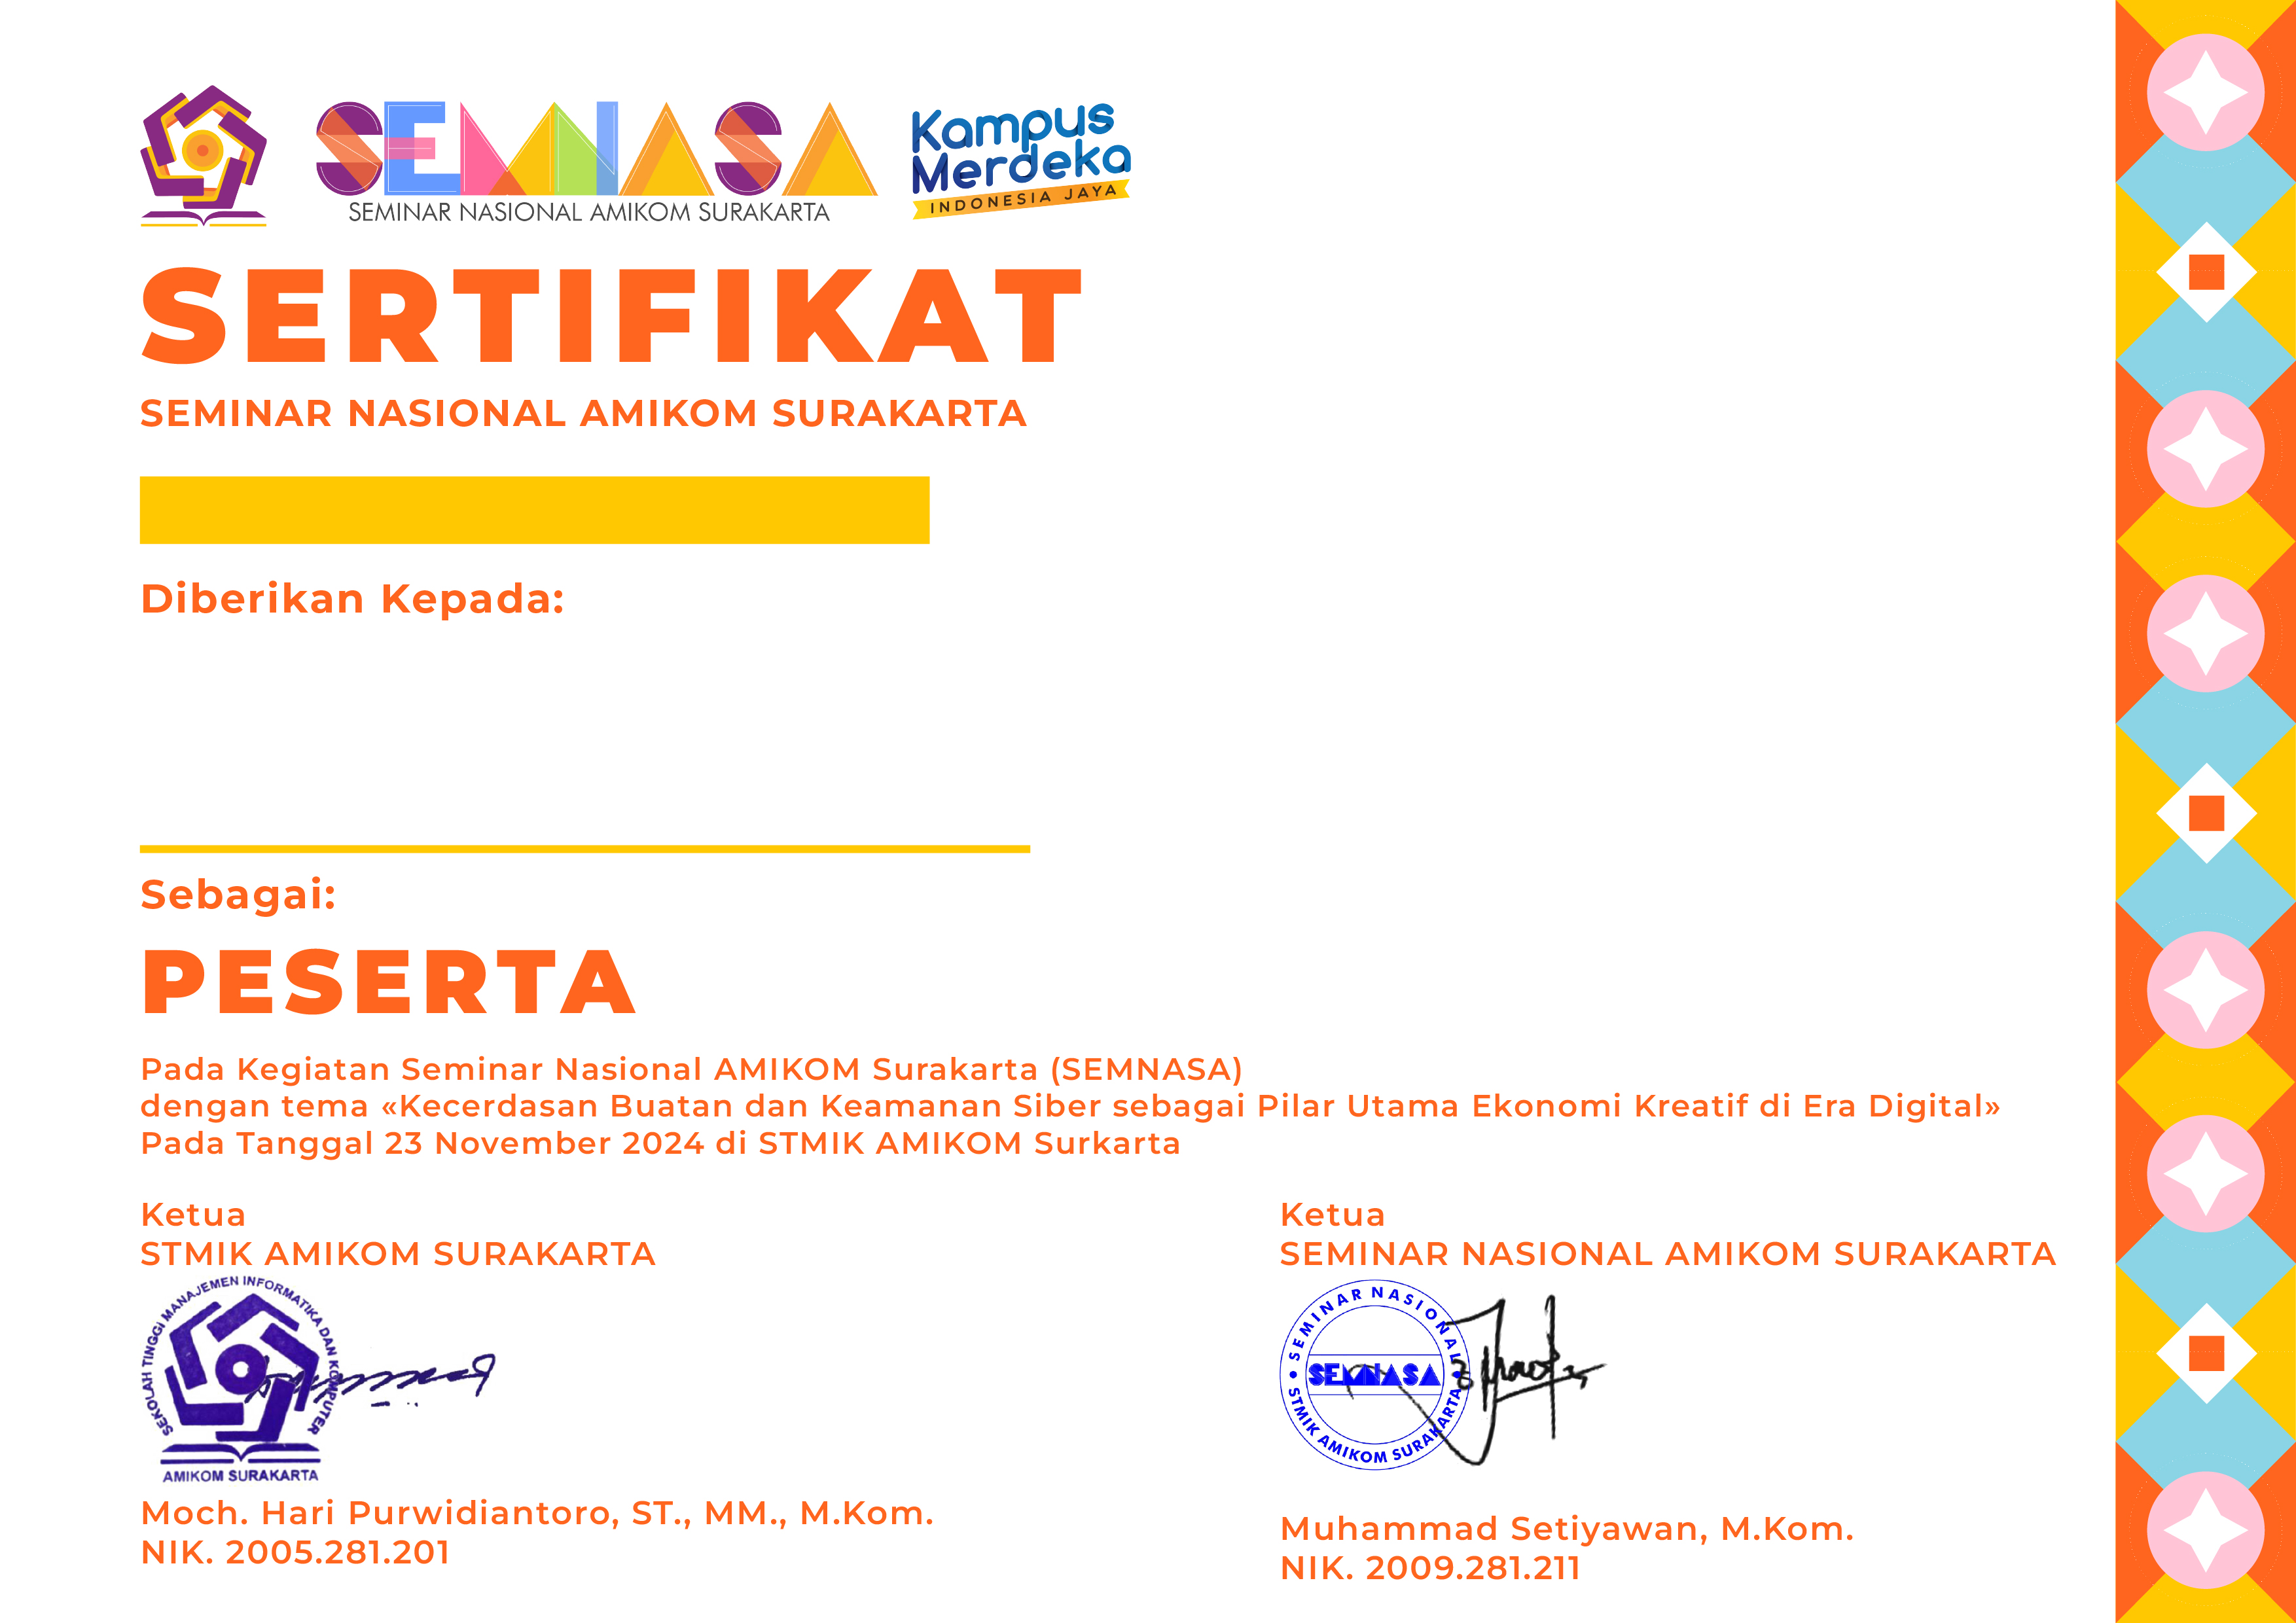 SEMNASA
SEMINAR NASIONAL AMIKOM SURAKARTA
Kampus
Merdeka
INDONESIA JAYA
SERTIFIKAT
SEMINAR NASIONAL AMIKOM SURAKARTA
Diberikan Kepada:
Sebagai:
PESERTA
Pada Kegiatan Seminar Nasional AMIKOM Surakarta (SEMNASA)
dengan tema «Kecerdasan Buatan dan Keamanan Siber sebagai Pilar Utama Ekonomi Kreatif di Era Digital»
Pada Tanggal 23 November 2024 di STMIK AMIKOM Surkarta
Ketua
STMIK AMIKOM SURAKARTA
SEKOLAH TINGGI MANAJEMEN INFORMATIKA DAN KOMPUTER
AMIKOM SURAKARTA
Moch. Hari Purwidiantoro, ST., MM., M.Kom.
NIK. 2005.281.201
Ketua
SEMINAR NASIONAL AMIKOM SURAKARTA
SEMINAR NASIONAL
SEMNASA
STMIK AMIKOM SURAKARTA
Muhammad Setiyawan, M.Kom.
NIK. 2009.281.211